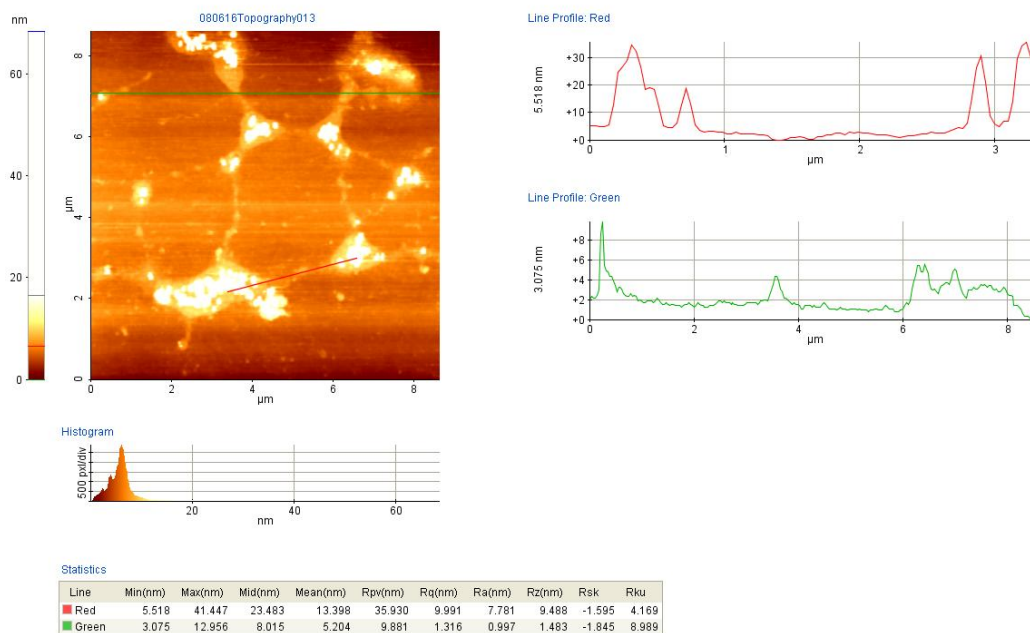 nm
60
40
20
0
080616Topography013
8
6
4
2
0
µm
0 2 4 6 8
µm
Line Profile: Red
5.518 nm
+30
+20
+10
+0
0 1 2 3
µm
Line Profile: Green
3.075 nm
+8
+6
+4
+2
+0
0 2 4 6 8
µm
Histogram
500 pxl/div
20 40 60
nm
Statistics
Line Min(nm) Max(nm) Mid(nm) Mean(nm) Rpv(nm) Rq(nm) Ra(nm) Rz(nm) Rsk Rku
Red 5.518 41.447 23.483 13.398 35.930 9.991 7.781 9.488 -1.595 4.169
Green 3.075 12.956 8.015 5.204 9.881 1.316 0.997 1.483 -1.845 8.989